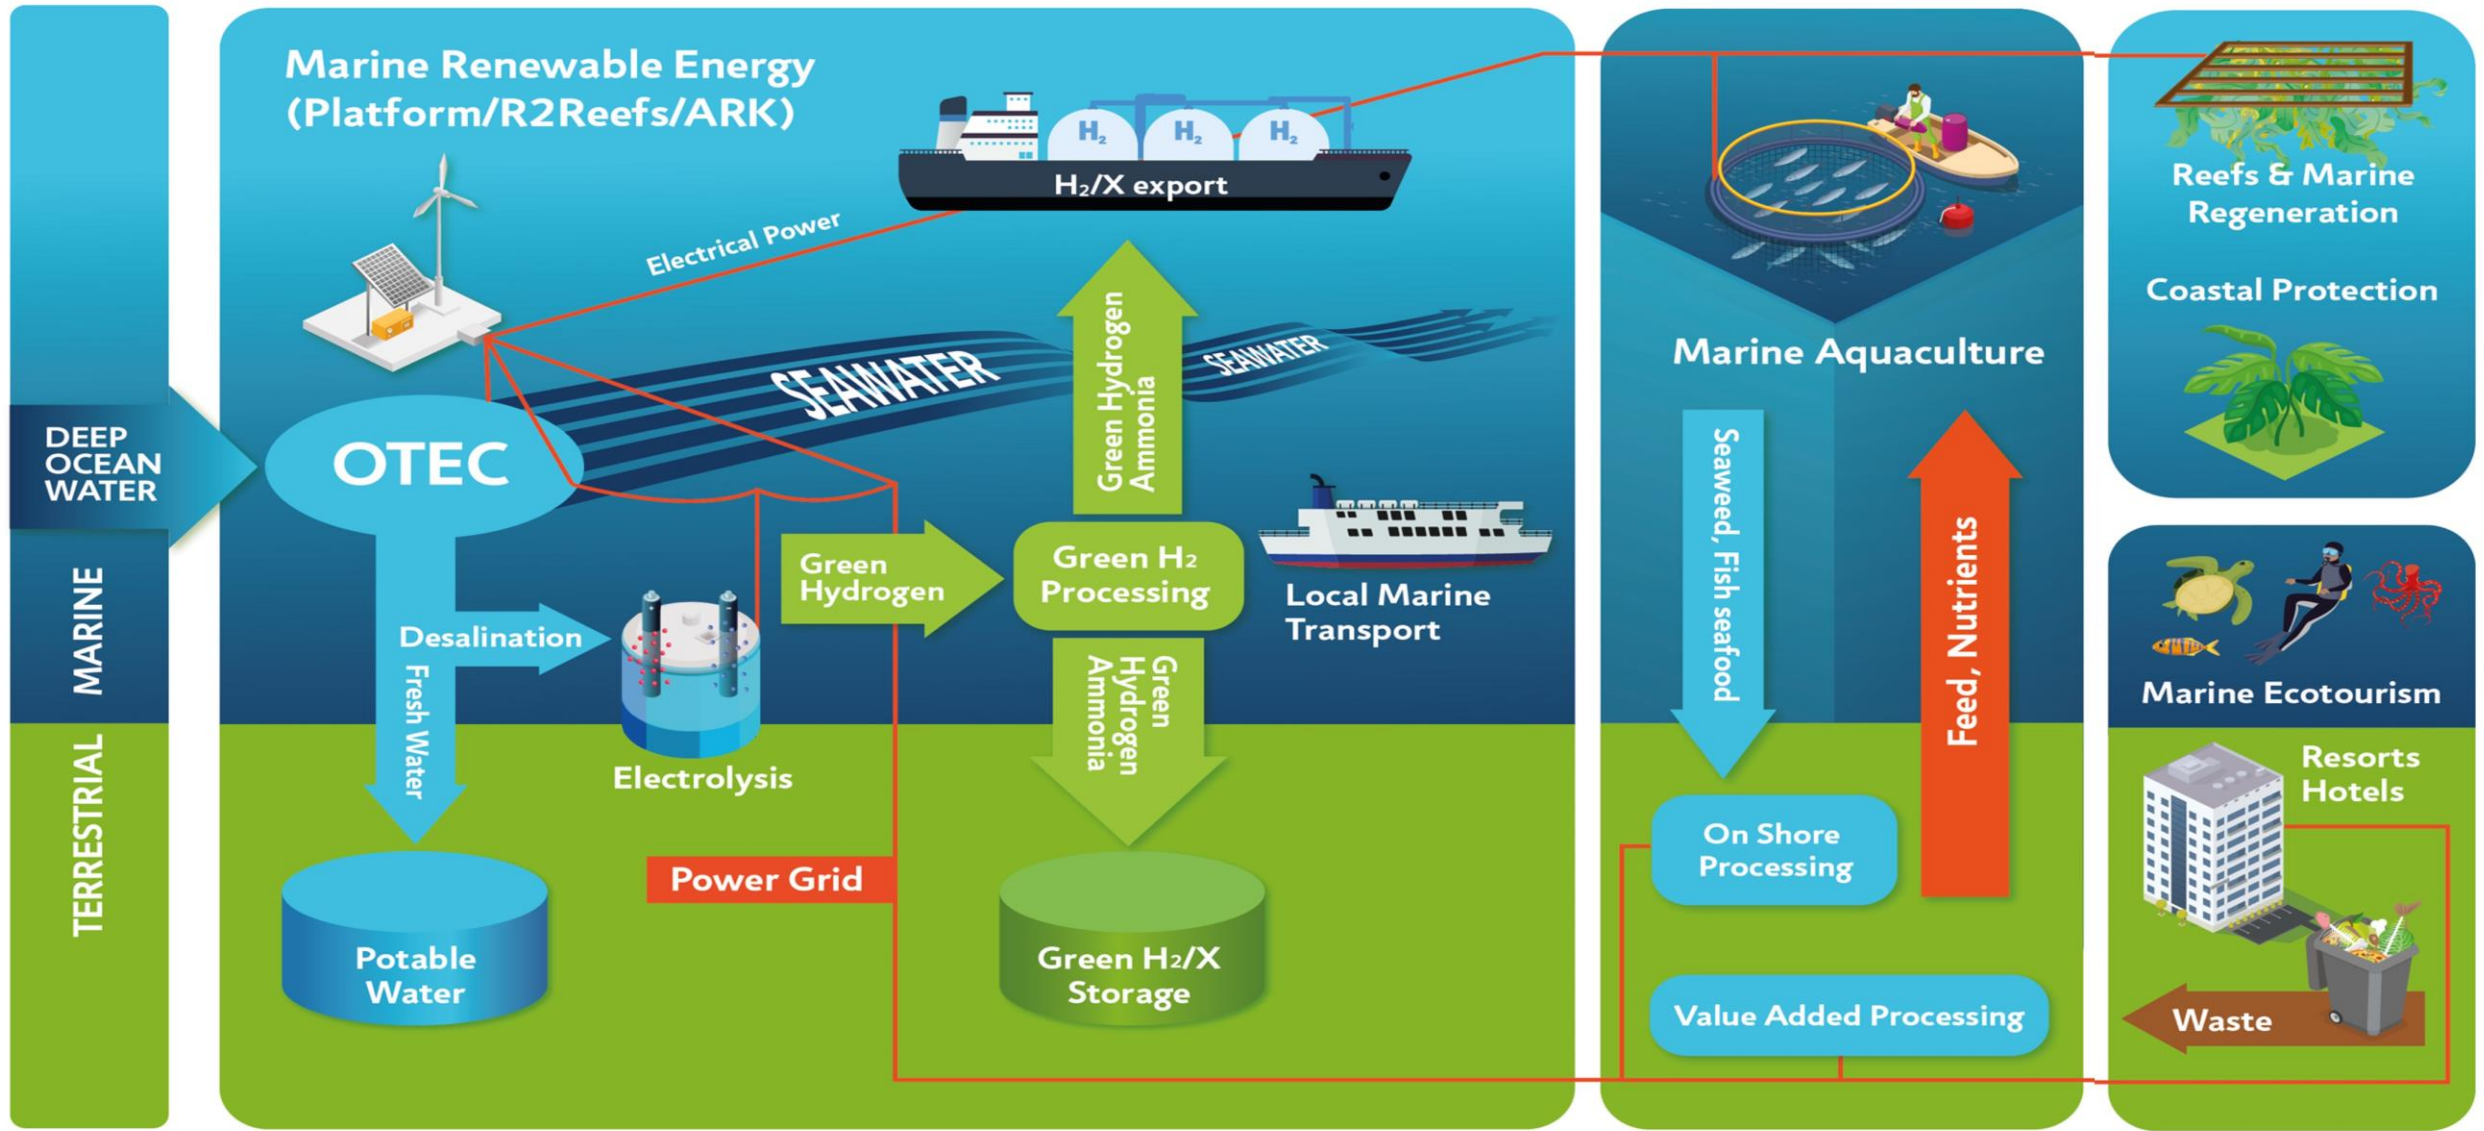 Marine Renewable Energy
(Platform/R2Reefs/ARK)
H₂
H₂
H₂
H₂/X export
Electrical Power
SEAWATER
SEAWATER
Green Hydrogen
Ammonia
DEEP
OCEAN
WATER
OTEC
MARINE
TERRESTRIAL
Desalination
Fresh Water
Electrolysis
Green
Hydrogen
Green H₂
Processing
Local Marine
Transport
Green
Hydrogen
Ammonia
Power Grid
Potable
Water
Green H₂/X
Storage
Marine Aquaculture
Seaweed, Fish seafood
Feed, Nutrients
On Shore
Processing
Value Added Processing
Reefs & Marine
Regeneration
Coastal Protection
Marine Ecotourism
Resorts
Hotels
Waste